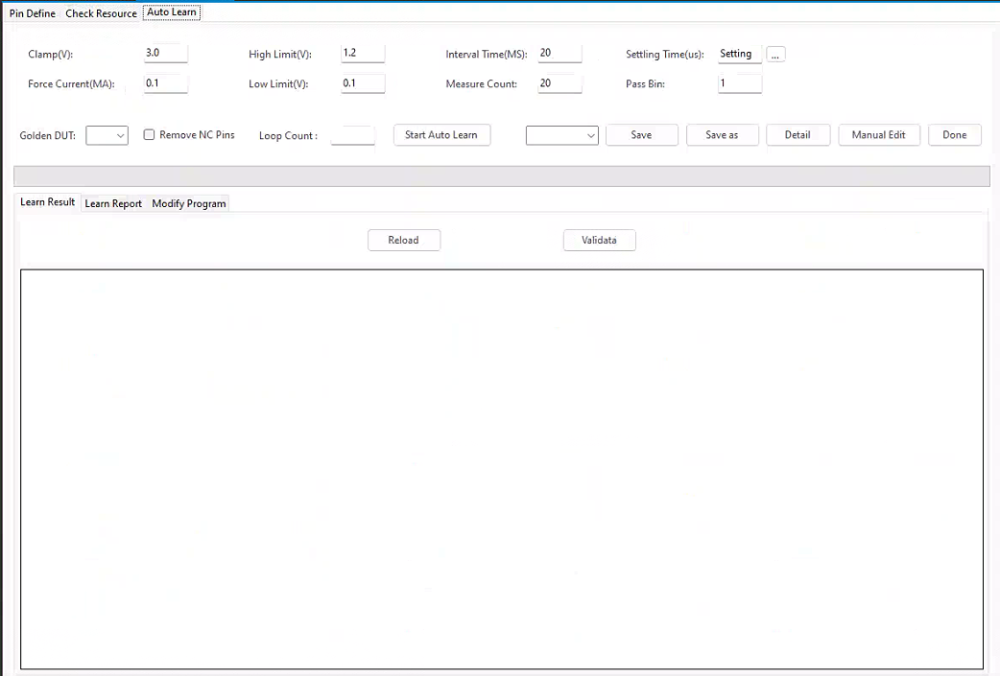 Pin Define Check Resource Auto Learn
Clamp(V): 3.0 High Limit(V): 1.2 Interval Time(MS): 20 Settling Time(us): Setting ...
Force Current(MA): 0.1 Low Limit(V): 0.1 Measure Count: 20 Pass Bin: 1
Golden DUT: Remove NC Pins Loop Count : Start Auto Learn Save Save as Detail Manual Edit Done
Learn Result Learn Report Modify Program
Reload Validata